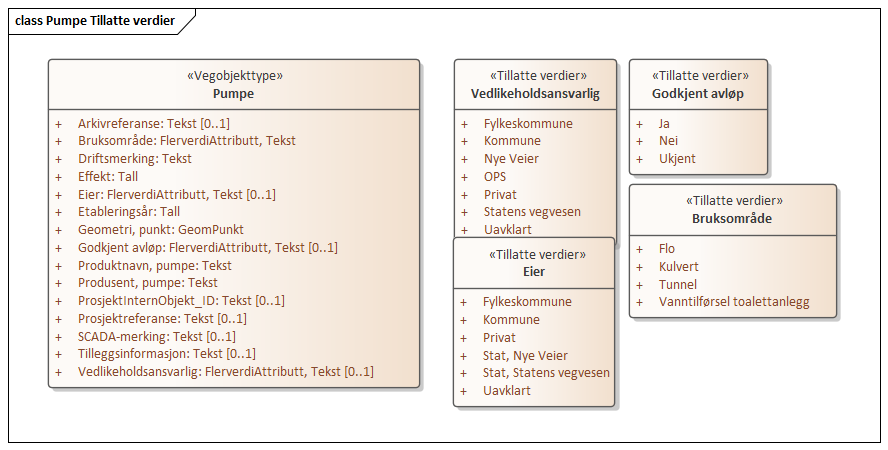 class Pumpe Tillatte verdier
«Vegobjekttype»
Pumpe
+ Arkivreferanse: Tekst [0..1]
+ Bruksområde: FlerverdiAttributt, Tekst
+ Driftsmerking: Tekst
+ Effekt: Tall
+ Eier: FlerverdiAttributt, Tekst [0..1]
+ Etableringsår: Tall
+ Geometri, punkt: GeomPunkt
+ Godkjent avløp: FlerverdiAttributt, Tekst [0..1]
+ Produktnavn, pumpe: Tekst
+ Produsent, pumpe: Tekst
+ ProsjektInternObjekt_ID: Tekst [0..1]
+ Prosjektreferanse: Tekst [0..1]
+ SCADA-merking: Tekst [0..1]
+ Tilleggsinformasjon: Tekst [0..1]
+ Vedlikeholdsansvarlig: FlerverdiAttributt, Tekst [0..1]
«Tillatte verdier»
Vedlikeholdsansvarlig
+ Fylkeskommune
+ Kommune
+ Nye Veier
+ OPS
+ Privat
+ Statens vegvesen
+ Uavklart
«Tillatte verdier»
Eier
+ Fylkeskommune
+ Kommune
+ Privat
+ Stat, Nye Veier
+ Stat, Statens vegvesen
+ Uavklart
«Tillatte verdier»
Godkjent avløp
+ Ja
+ Nei
+ Ukjent
«Tillatte verdier»
Bruksområde
+ Flo
+ Kulvert
+ Tunnel
+ Vanntilførsel toalettanlegg